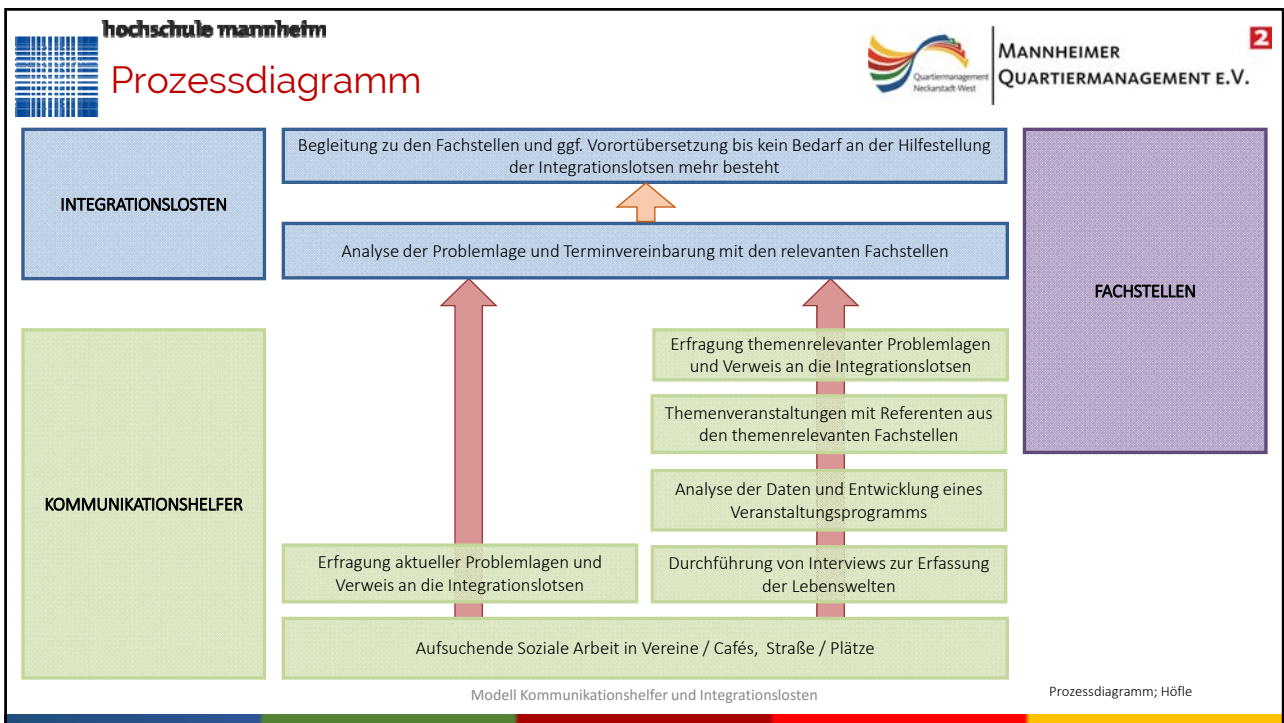 hochschule mannheim
Prozessdiagramm
Quartiermanagement
Neckarstadt-West
MANNHEIMER
QUARTIERMANAGEMENT E.V.
2
INTEGRATIONSLOSTEN
Begleitung zu den Fachstellen und ggf. Vorortübersetzung bis kein Bedarf an der Hilfestellung
der Integrationslotsen mehr besteht
Analyse der Problemlage und Terminvereinbarung mit den relevanten Fachstellen
FACHSTELLEN
KOMMUNIKATIONSHELFER
Erfragung themenrelevanter Problemlagen
und Verweis an die Integrationslotsen
Themenveranstaltungen mit Referenten aus
den themenrelevanten Fachstellen
Analyse der Daten und Entwicklung eines
Veranstaltungsprogramms
Erfragung aktueller Problemlagen und
Verweis an die Integrationslotsen
Durchführung von Interviews zur Erfassung
der Lebenswelten
Aufsuchende Soziale Arbeit in Vereine / Cafés, Straße / Plätze
Modell Kommunikationshelfer und Integrationslosten
Prozessdiagramm; Höfle